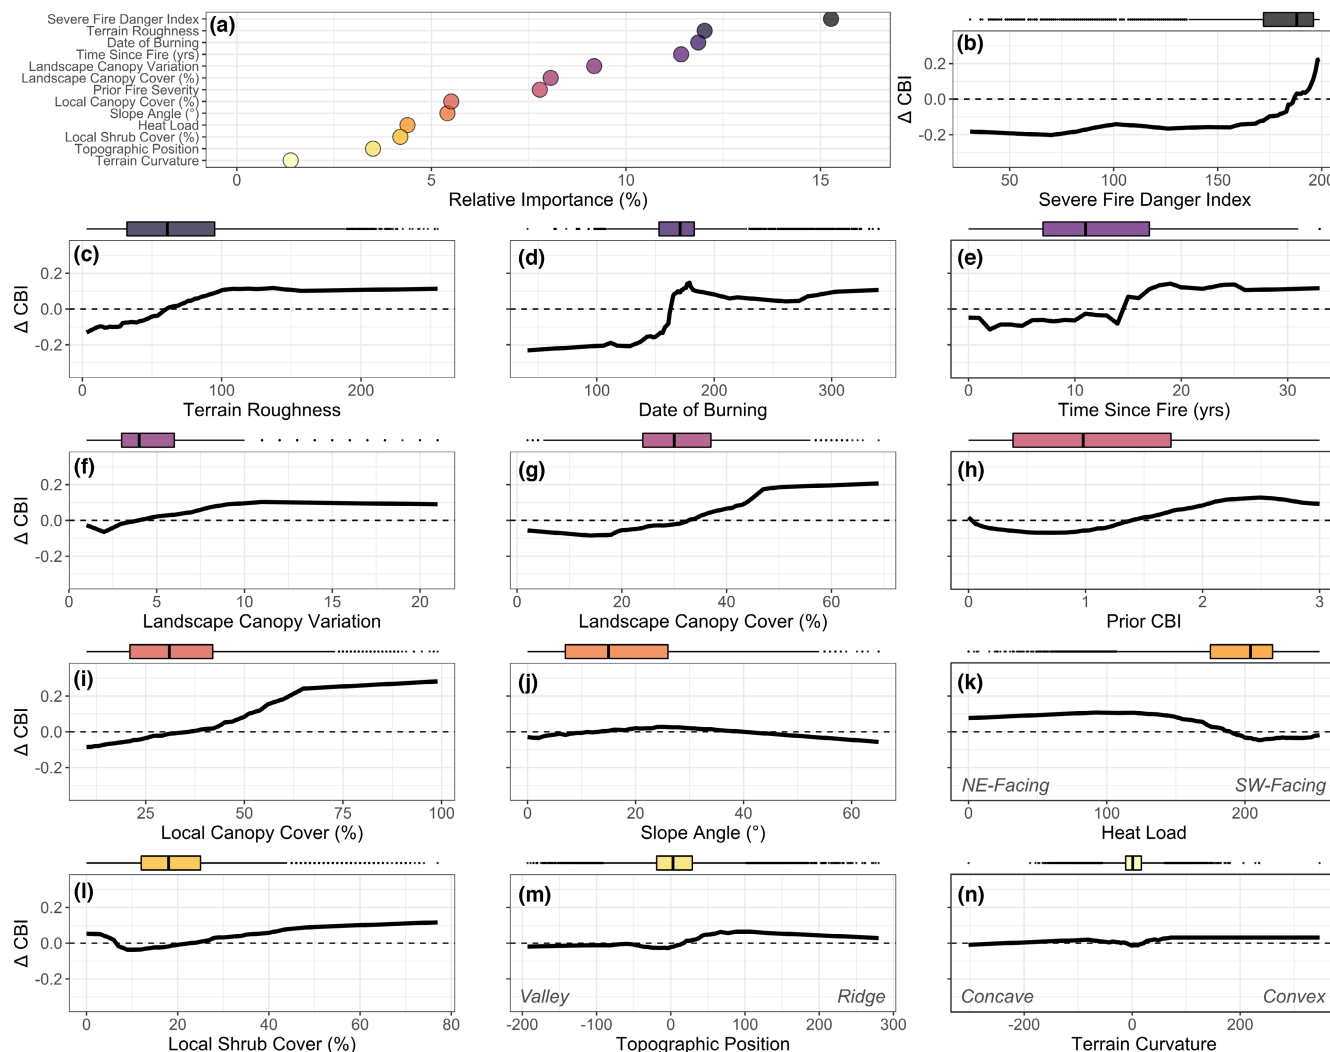 (a)
Severe Fire Danger Index
Terrain Roughness
Date of Burning
Time Since Fire (yrs)
Landscape Canopy Variation
Landscape Canopy Cover (%)
Prior Fire Severity
Local Canopy Cover (%)
Slope Angle (°)
Heat Load
Local Shrub Cover (%)
Topographic Position
Terrain Curvature
0 5 10 15
Relative Importance (%)
(b)
Δ CBI
0.2
0.0
-0.2
50 100 150 200
Severe Fire Danger Index
(c)
Δ CBI
0.2
0.0
-0.2
0 100 200
Terrain Roughness
(d)
100 200 300
Date of Burning
(e)
0 10 20 30
Time Since Fire (yrs)
(f)
Δ CBI
0.2
0.0
-0.2
0 5 10 15 20
Landscape Canopy Variation
(g)
0 20 40 60
Landscape Canopy Cover (%)
(h)
0 1 2 3
Prior CBI
(i)
Δ CBI
0.2
0.0
-0.2
25 50 75 100
Local Canopy Cover (%)
(j)
0 20 40 60
Slope Angle (°)
(k)
NE-Facing SW-Facing
0 100 200
Heat Load
(l)
Δ CBI
0.2
0.0
-0.2
0 20 40 60 80
Local Shrub Cover (%)
(m)
Valley Ridge
-200 -100 0 100 200 300
Topographic Position
(n)
Concave Convex
-200 0 200
Terrain Curvature